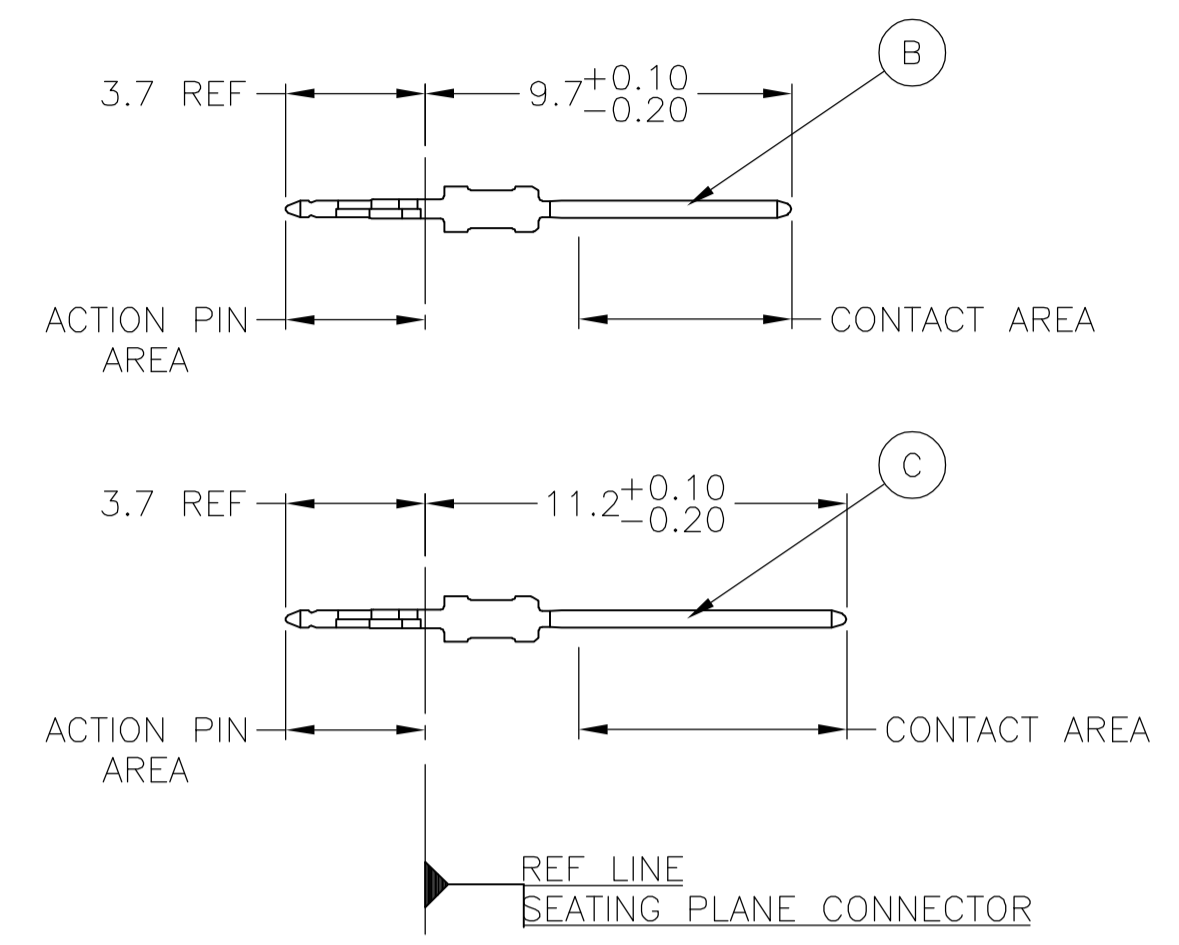 B
3.7 REF
9.7 +0.10 -0.20
ACTION PIN AREA
CONTACT AREA
C
3.7 REF
11.2 +0.10 -0.20
ACTION PIN AREA
CONTACT AREA
REF LINE
SEATING PLANE CONNECTOR